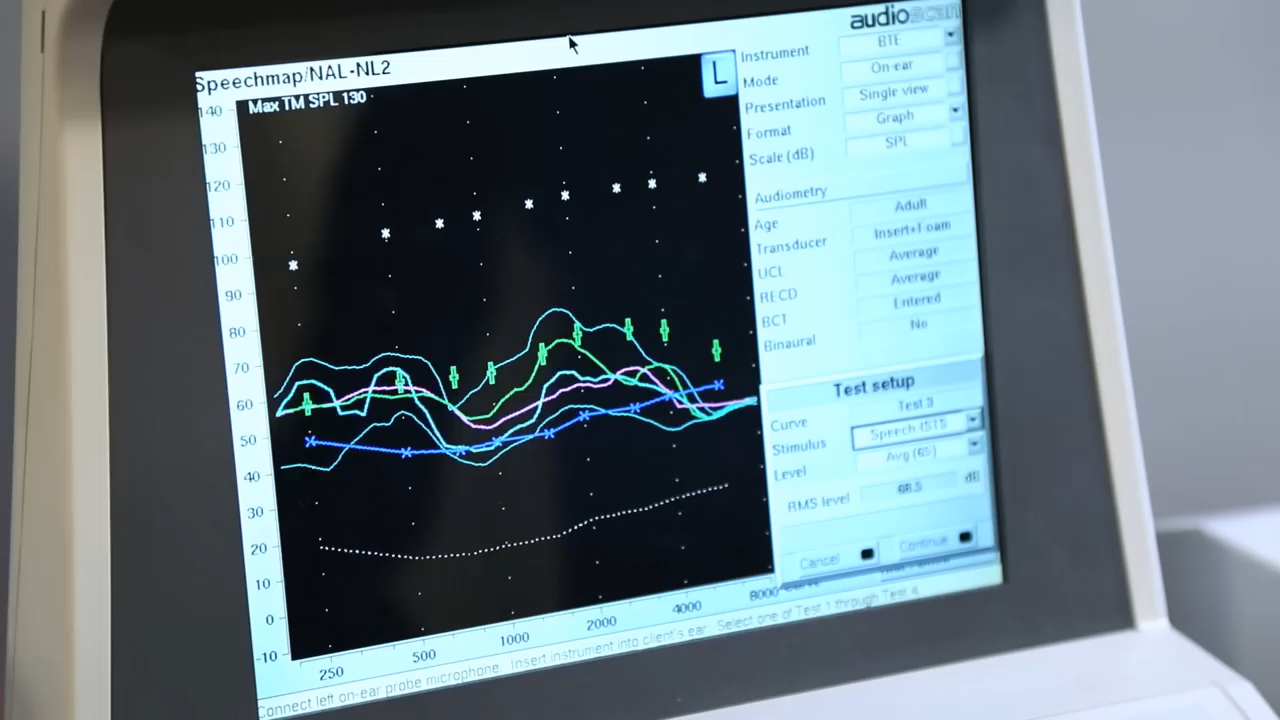 audioscan
Speechmap/NAL-NL2
Max TM SPL 130
L
140
130
120
110
100
90
80
70
60
50
40
30
20
10
0
-10
250
500
1000
2000
4000
8000
Instrument BTE
Mode On-ear
Presentation Single view
Format Graph
Scale (dB) SPL
Audiometry
Age Adult
Transducer Insert+Foam
UCL Average
RECD Average
BCT Entered
Binaural No
Test setup
Curve Test 3
Stimulus Speech-ISTS
Level Avg (65)
RMS level dB
Cancel Continue
Connect left on-ear probe microphone. Insert instrument into client's ear. Select one of Test 1 through Test 4.